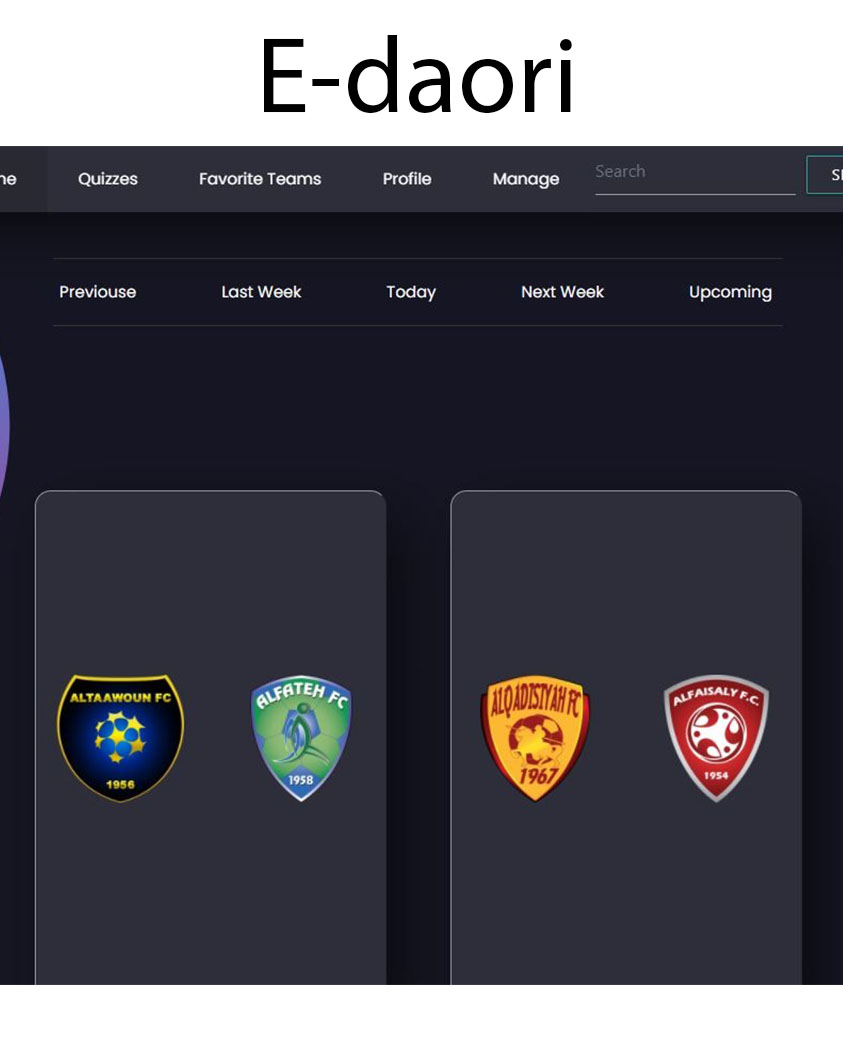 E-daori
ne Quizzes Favorite Teams Profile Manage Search
Previouse Last Week Today Next Week Upcoming
ALTAAWOUN FC
1956
ALFATEH FC
1958
ALQADISIYAH FC
1967
ALFAISALY F.C.
1954